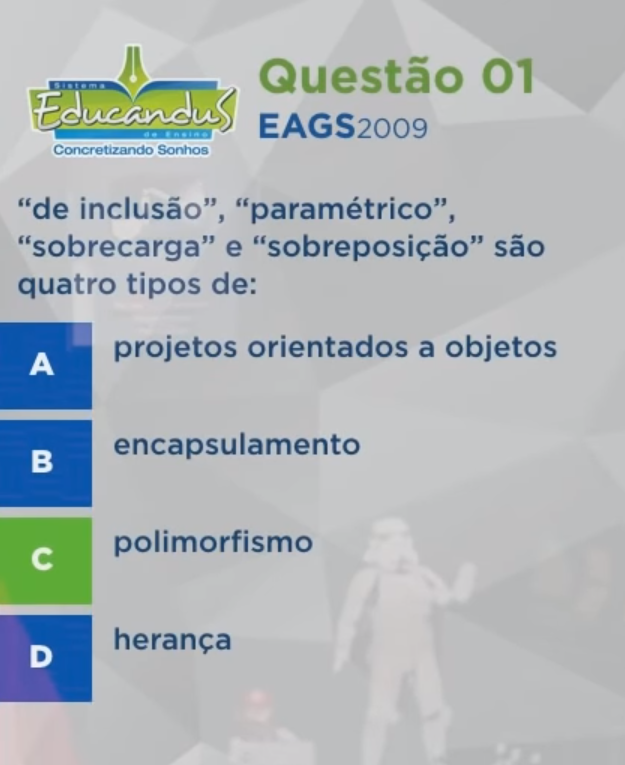 Sistema
Educandus
de Ensino
Concretizando Sonhos
Questão 01
EAGS2009
“de inclusão”, “paramétrico”,
“sobrecarga” e “sobreposição” são
quatro tipos de:
A projetos orientados a objetos
B encapsulamento
C polimorfismo
D herança